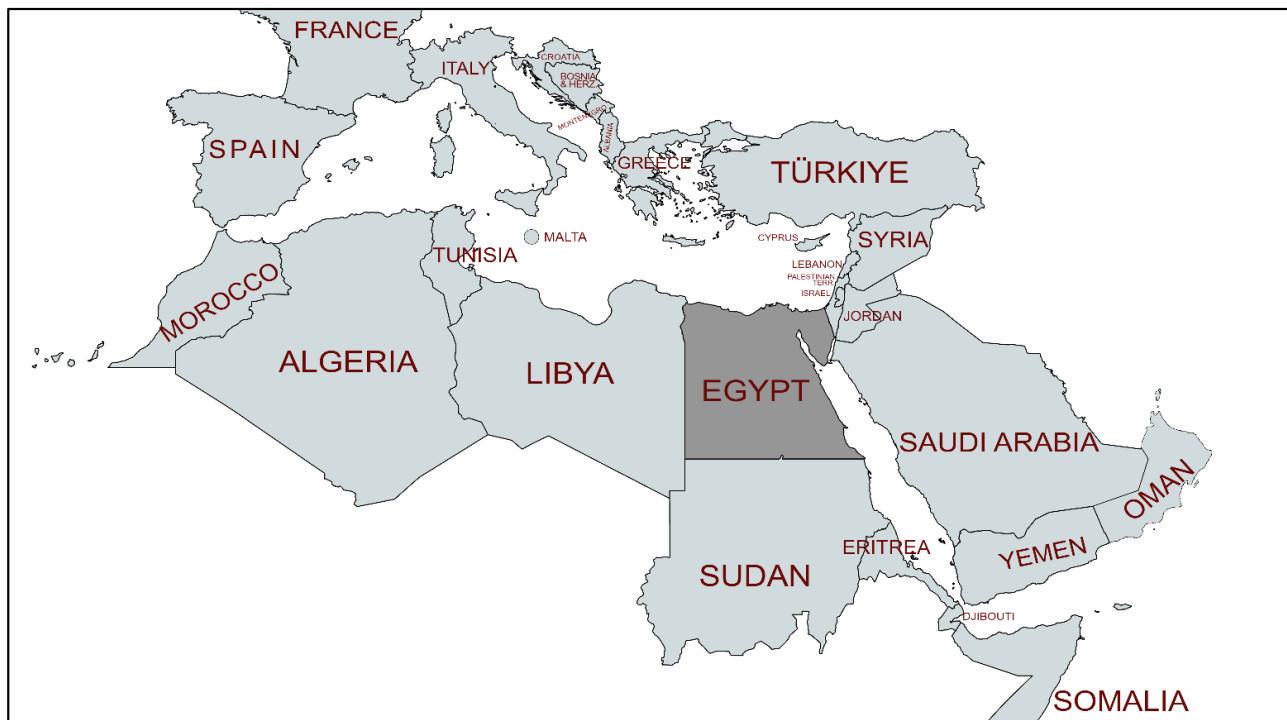 FRANCE
CROATIA
ITALY
BOSNIA
& HERZ.
MONTENEGRO
ALBANIA
SPAIN
GREECE
TÜRKIYE
MALTA
CYPRUS
SYRIA
TUNISIA
LEBANON
PALESTINIAN
TERR.
ISRAEL
MOROCCO
JORDAN
ALGERIA
LIBYA
EGYPT
SAUDI ARABIA
OMAN
ERITREA
YEMEN
SUDAN
DJIBOUTI
SOMALIA